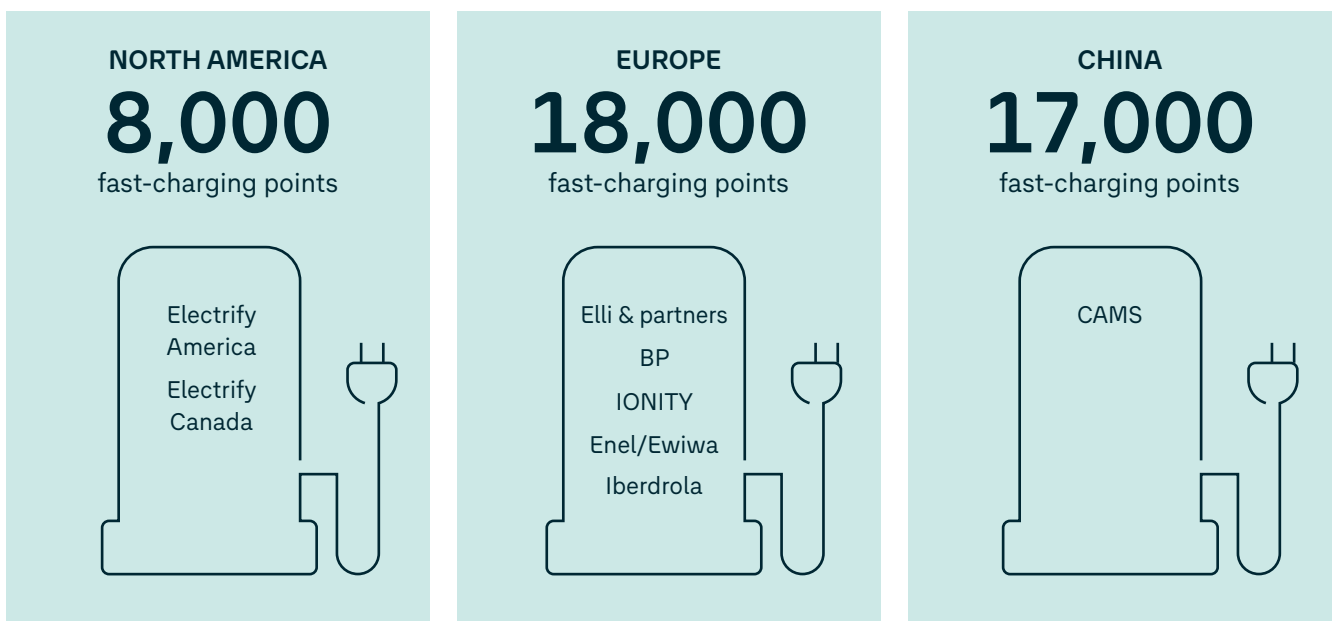 NORTH AMERICA
8,000
fast-charging points
Electrify
America
Electrify
Canada
EUROPE
18,000
fast-charging points
Elli & partners
BP
IONITY
Enel/Ewiwa
Iberdrola
CHINA
17,000
fast-charging points
CAMS